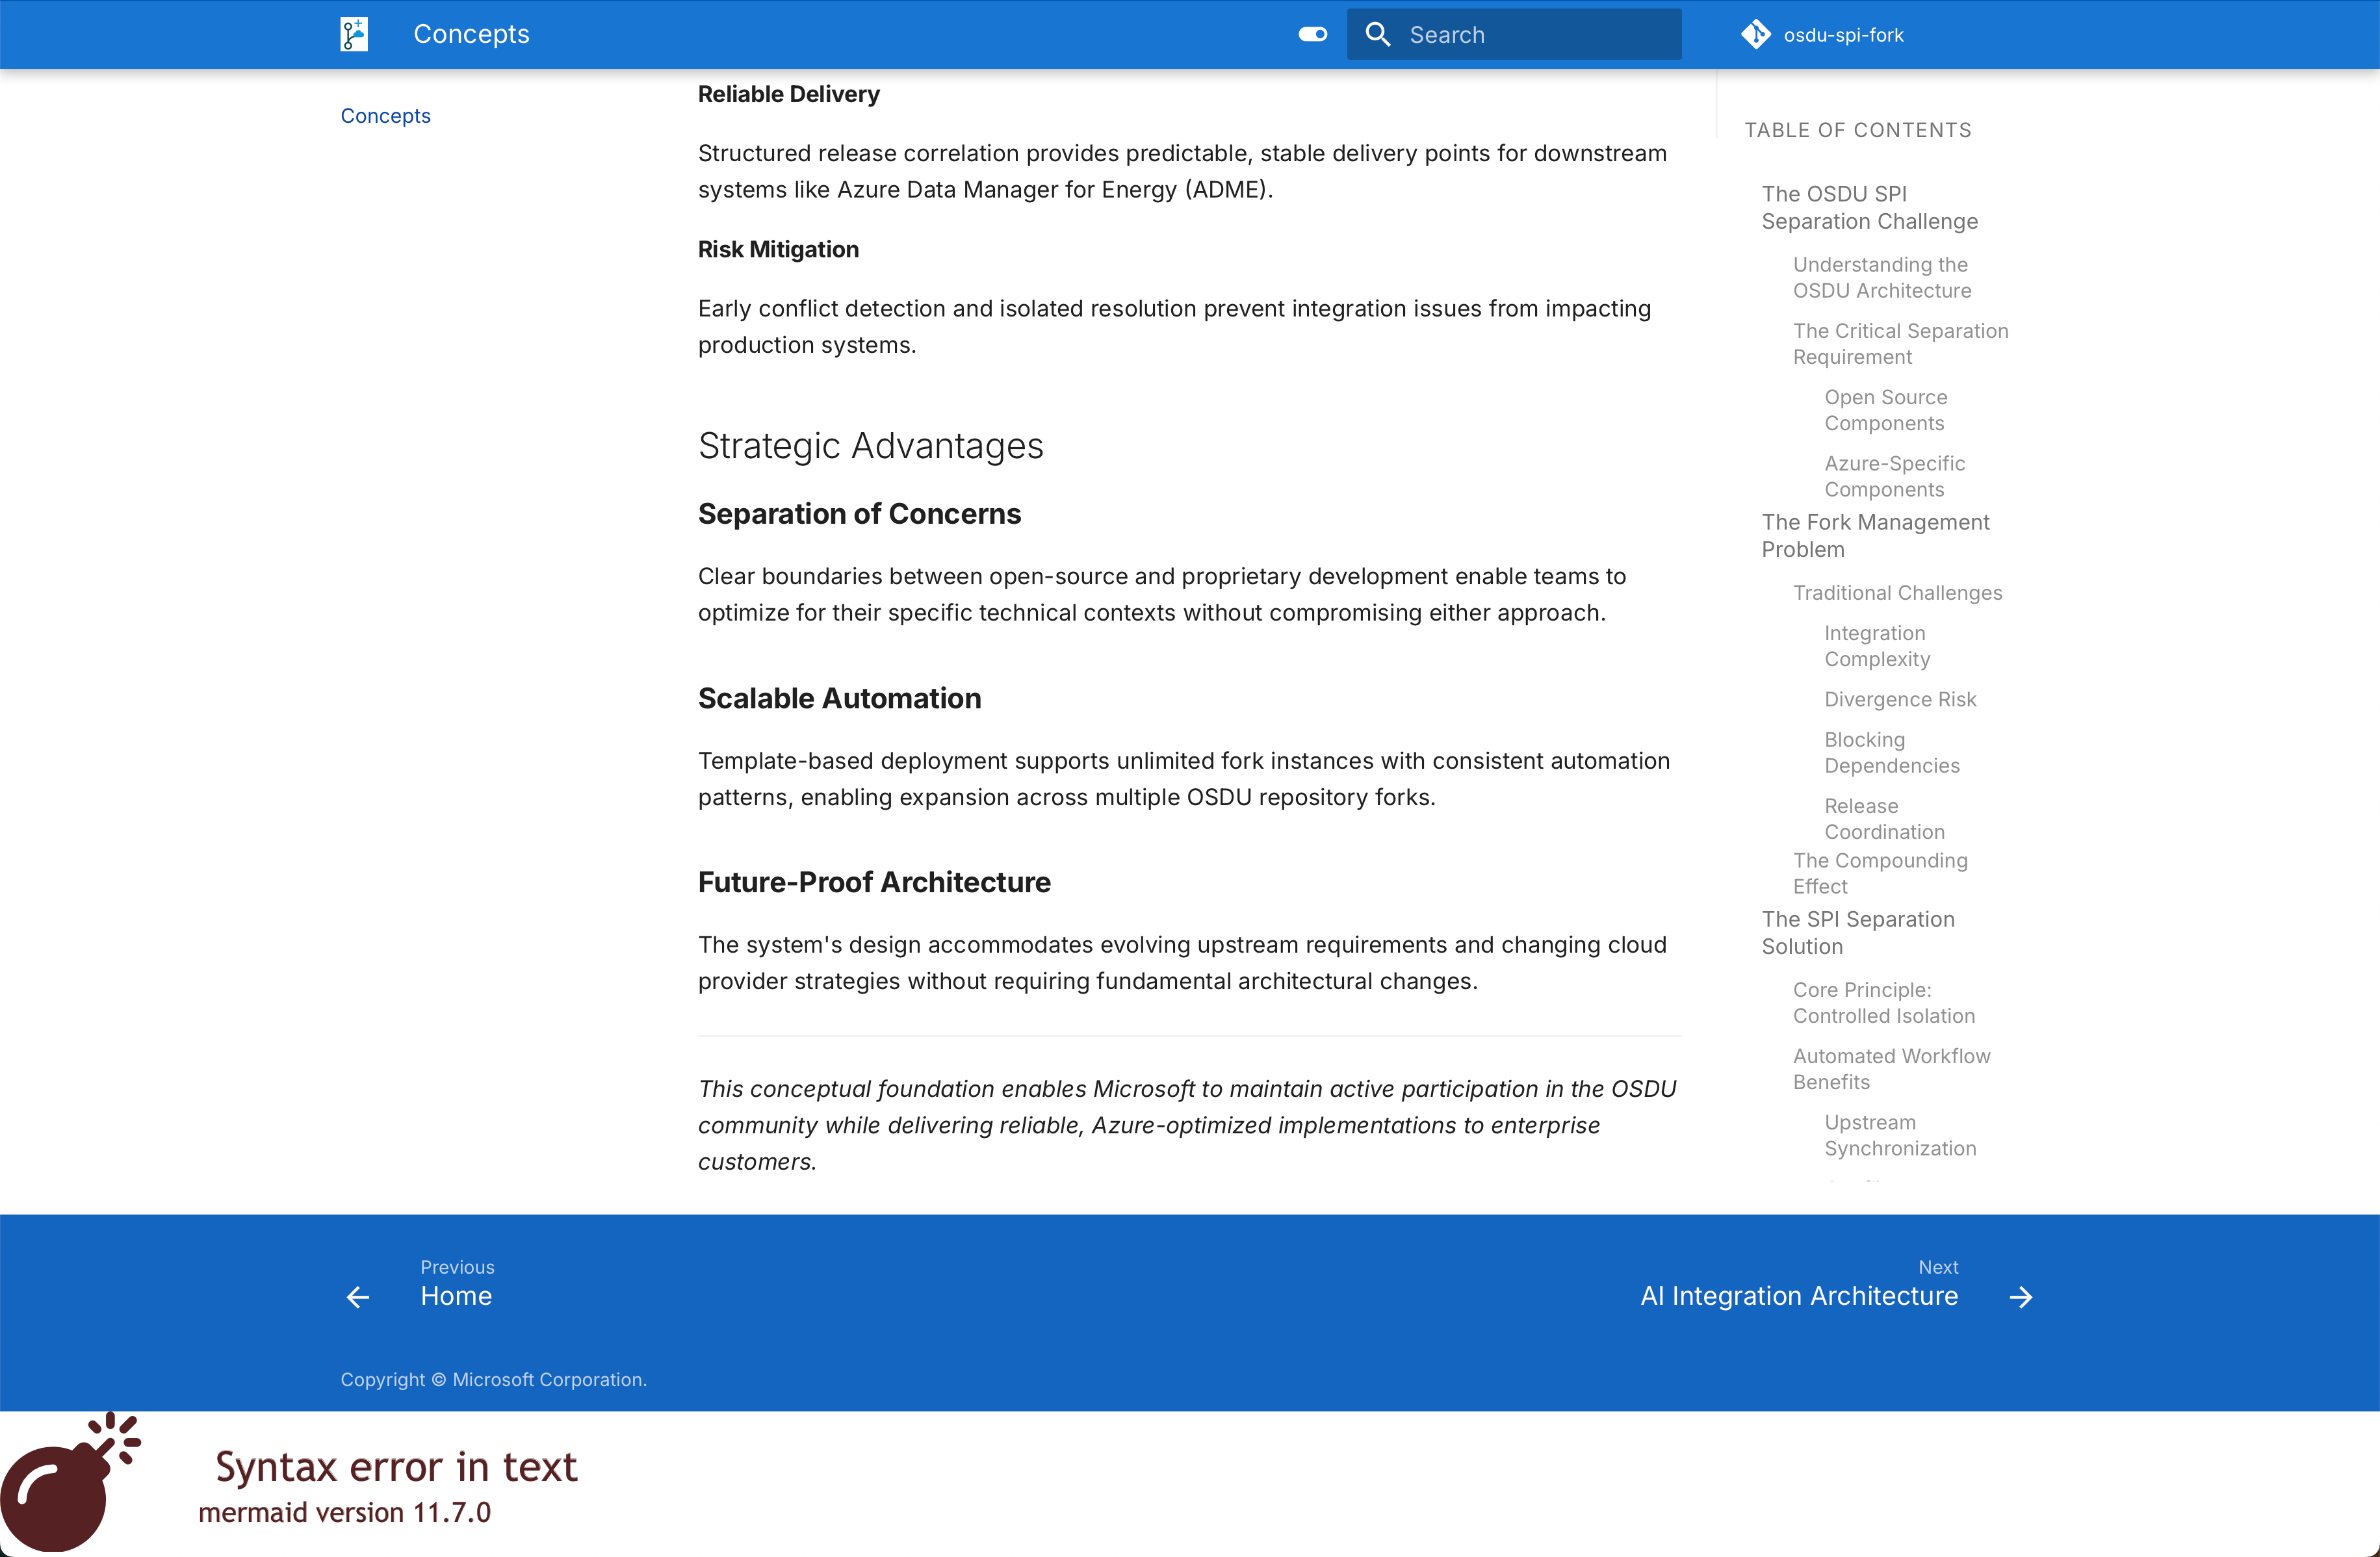 Concepts
Search
osdu-spi-fork
Concepts
Reliable Delivery
Structured release correlation provides predictable, stable delivery points for downstream
systems like Azure Data Manager for Energy (ADME).
Risk Mitigation
Early conflict detection and isolated resolution prevent integration issues from impacting
production systems.
Strategic Advantages
Separation of Concerns
Clear boundaries between open-source and proprietary development enable teams to
optimize for their specific technical contexts without compromising either approach.
Scalable Automation
Template-based deployment supports unlimited fork instances with consistent automation
patterns, enabling expansion across multiple OSDU repository forks.
Future-Proof Architecture
The system's design accommodates evolving upstream requirements and changing cloud
provider strategies without requiring fundamental architectural changes.
This conceptual foundation enables Microsoft to maintain active participation in the OSDU
community while delivering reliable, Azure-optimized implementations to enterprise
customers.
TABLE OF CONTENTS
The OSDU SPI
Separation Challenge
Understanding the
OSDU Architecture
The Critical Separation
Requirement
Open Source
Components
Azure-Specific
Components
The Fork Management
Problem
Traditional Challenges
Integration
Complexity
Divergence Risk
Blocking
Dependencies
Release
Coordination
The Compounding
Effect
The SPI Separation
Solution
Core Principle:
Controlled Isolation
Automated Workflow
Benefits
Upstream
Synchronization
Previous
Home
Next
AI Integration Architecture
Copyright © Microsoft Corporation.
Syntax error in text
mermaid version 11.7.0